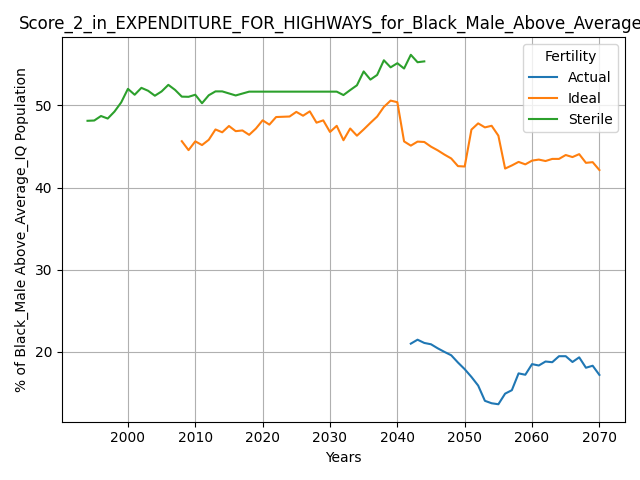 Score_2_in_EXPENDITURE_FOR_HIGHWAYS_for_Black_Male_Above_Average
Fertility
Actual
Ideal
Sterile
% of Black_Male Above_Average_IQ Population
50
40
30
20
2000 2010 2020 2030 2040 2050 2060 2070
Years